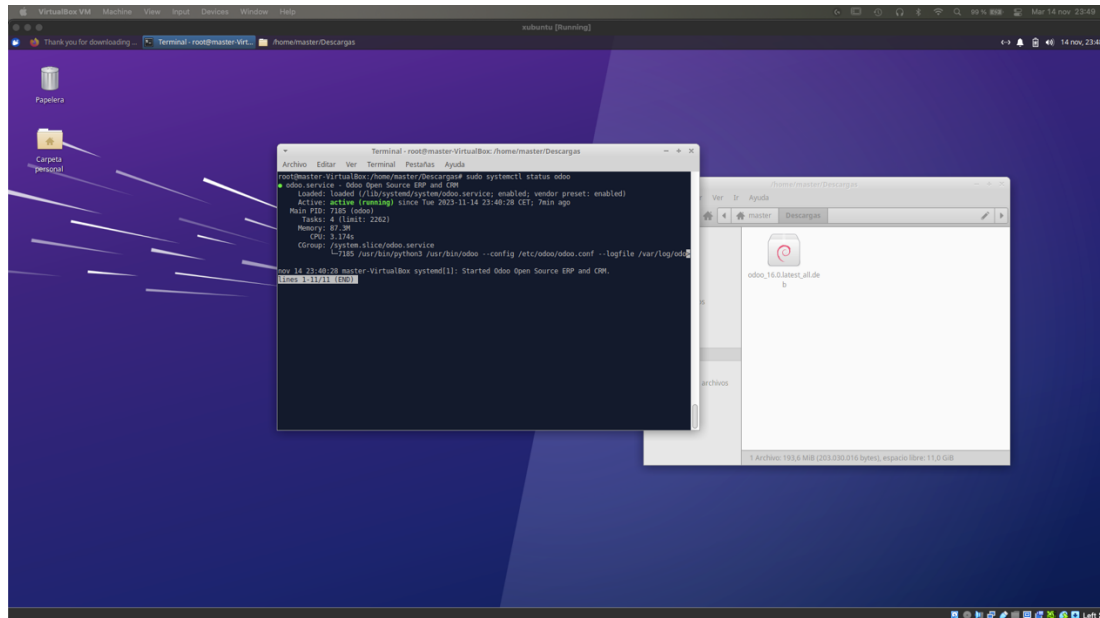 VirtualBox VM Machine View Input Devices Window Help
99 % Mar 14 nov 23:49
xubuntu [Running]
Thank you for downloading ... Terminal - root@master-Virt... /home/master/Descargas
14 nov, 23:4
Papelera
Carpeta
personal
Terminal - root@master-VirtualBox: /home/master/Descargas
Archivo Editar Ver Terminal Pestañas Ayuda
root@master-VirtualBox:/home/master/Descargas# sudo systemctl status odoo
● odoo.service - Odoo Open Source ERP and CRM
Loaded: loaded (/lib/systemd/system/odoo.service; enabled; vendor preset: enabled)
Active: active (running) since Tue 2023-11-14 23:40:28 CET; 7min ago
Main PID: 7185 (odoo)
Tasks: 4 (limit: 2262)
Memory: 87.3M
CPU: 3.174s
CGroup: /system.slice/odoo.service
└─7185 /usr/bin/python3 /usr/bin/odoo --config /etc/odoo/odoo.conf --logfile /var/log/odo>
nov 14 23:40:28 master-VirtualBox systemd[1]: Started Odoo Open Source ERP and CRM.
lines 1-11/11 (END)
/home/master/Descargas
Ver Ir Ayuda
master Descargas
odoo_16.0.latest_all.de
b
archivos
1 Archivo: 193,6 MiB (203.030.016 bytes), espacio libre: 11,0 GiB
Left